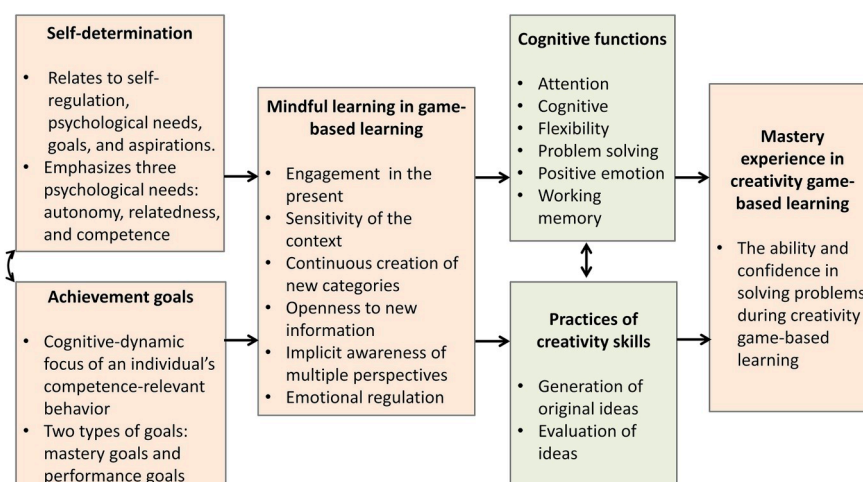 Self-determination
• Relates to self-
regulation,
psychological needs,
goals, and aspirations.
• Emphasizes three
psychological needs:
autonomy, relatedness,
and competence
Achievement goals
• Cognitive-dynamic
focus of an individual's
competence-relevant
behavior
• Two types of goals:
mastery goals and
performance goals
Mindful learning in game-
based learning
• Engagement in the
present
• Sensitivity of the
context
• Continuous creation of
new categories
• Openness to new
information
• Implicit awareness of
multiple perspectives
• Emotional regulation
Cognitive functions
• Attention
• Cognitive
• Flexibility
• Problem solving
• Positive emotion
• Working
memory
Practices of
creativity skills
• Generation of
original ideas
• Evaluation of
ideas
Mastery
experience in
creativity game-
based learning
• The ability and
confidence in
solving problems
during creativity
game-based
learning